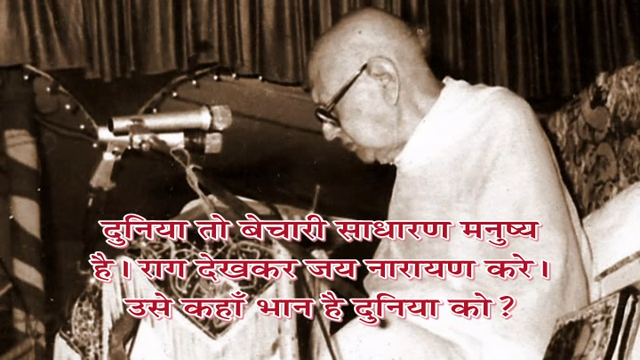 दुनिया तो बेचारी साधारण मनुष्य
है। राग देखकर जय नारायण करे।
उसे कहाँ भान है दुनिया को?